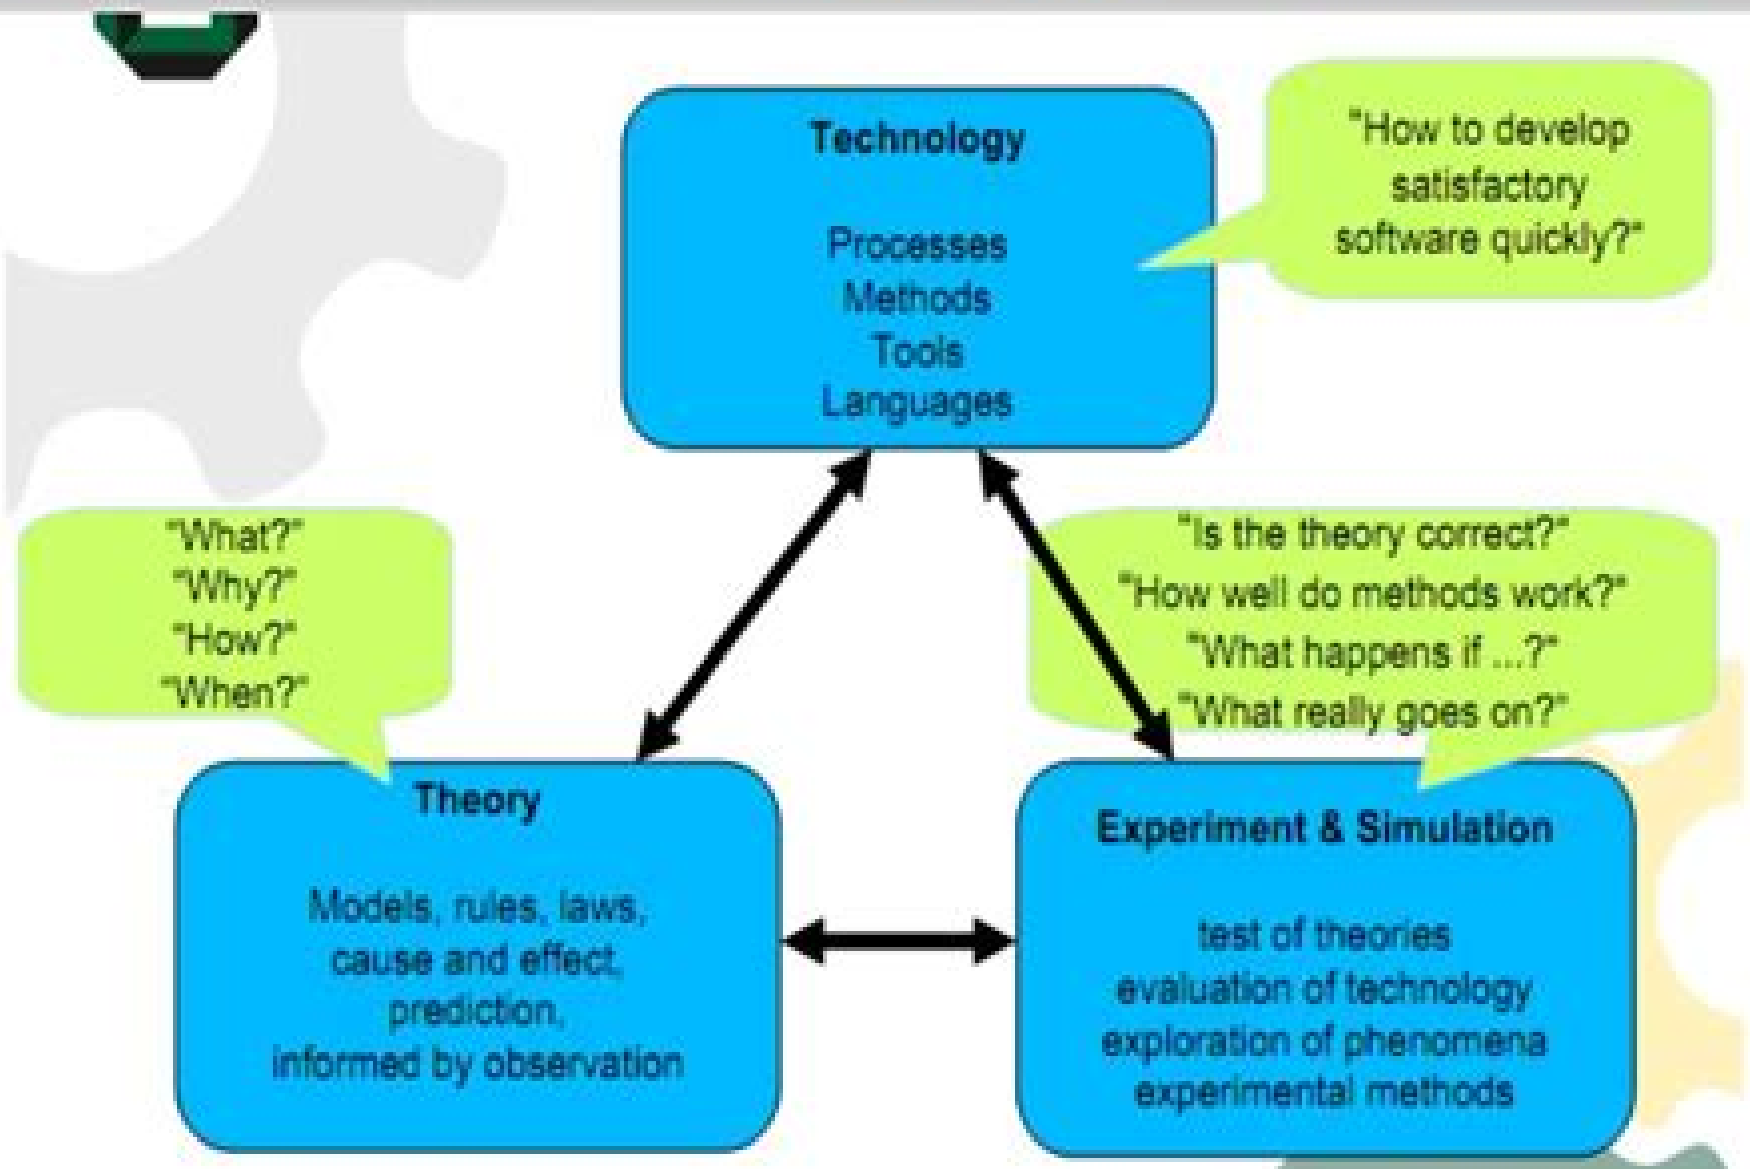 Technology
Processes
Methods
Tools
Languages
"How to develop
satisfactory
software quickly?"
"What?"
"Why?"
"How?"
"When?"
"Is the theory correct?"
"How well do methods work?"
"What happens if ...?"
"What really goes on?"
Theory
Models, rules, laws,
cause and effect,
prediction,
informed by observation
Experiment & Simulation
test of theories
evaluation of technology
exploration of phenomena
experimental methods